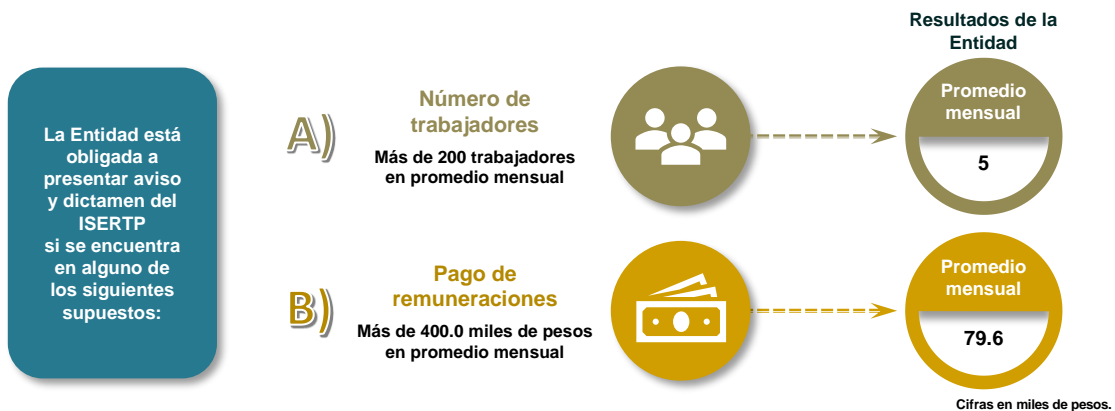 Resultados de la
Entidad
La Entidad está
obligada a
presentar aviso
y dictamen del
ISERTP
si se encuentra
en alguno de
los siguientes
supuestos:
A)
Número de
trabajadores
Más de 200 trabajadores
en promedio mensual
Promedio
mensual
5
B)
Pago de
remuneraciones
Más de 400.0 miles de pesos
en promedio mensual
Promedio
mensual
79.6
Cifras en miles de pesos.